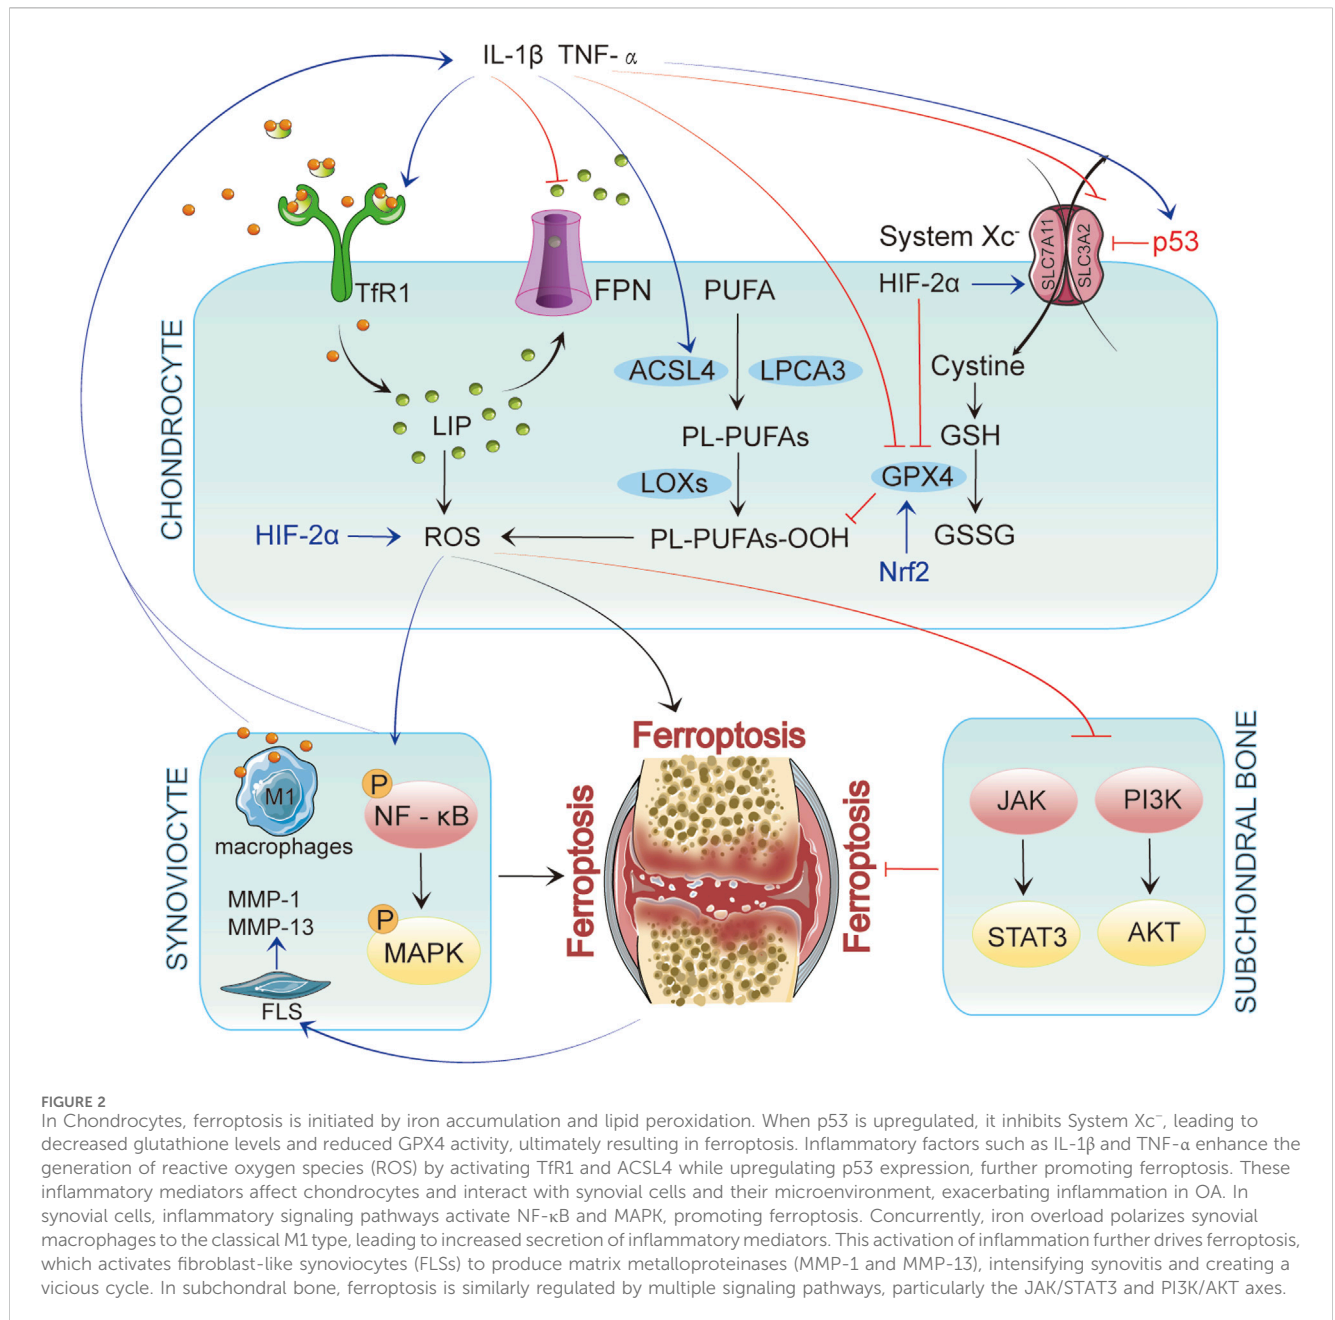 IL-1β TNF- α
System Xc-
SLC7A11
SLC3A2
p53
TfR1
FPN
PUFA
HIF-2α
CHONDROCYTE
ACSL4
LPCA3
Cystine
LIP
PL-PUFAs
GSH
LOXs
GPX4
HIF-2α
ROS
PL-PUFAs-OOH
GSSG
Nrf2
Ferroptosis
SYNOVIOCYTE
M1
macrophages
P
NF - κB
MMP-1
MMP-13
P
MAPK
FLS
Ferroptosis
Ferroptosis
JAK
PI3K
STAT3
AKT
SUBCHONDRAL BONE
FIGURE 2
In Chondrocytes, ferroptosis is initiated by iron accumulation and lipid peroxidation. When p53 is upregulated, it inhibits System Xc⁻, leading to
decreased glutathione levels and reduced GPX4 activity, ultimately resulting in ferroptosis. Inflammatory factors such as IL-1β and TNF-α enhance the
generation of reactive oxygen species (ROS) by activating TfR1 and ACSL4 while upregulating p53 expression, further promoting ferroptosis. These
inflammatory mediators affect chondrocytes and interact with synovial cells and their microenvironment, exacerbating inflammation in OA. In
synovial cells, inflammatory signaling pathways activate NF-κB and MAPK, promoting ferroptosis. Concurrently, iron overload polarizes synovial
macrophages to the classical M1 type, leading to increased secretion of inflammatory mediators. This activation of inflammation further drives ferroptosis,
which activates fibroblast-like synoviocytes (FLSs) to produce matrix metalloproteinases (MMP-1 and MMP-13), intensifying synovitis and creating a
vicious cycle. In subchondral bone, ferroptosis is similarly regulated by multiple signaling pathways, particularly the JAK/STAT3 and PI3K/AKT axes.